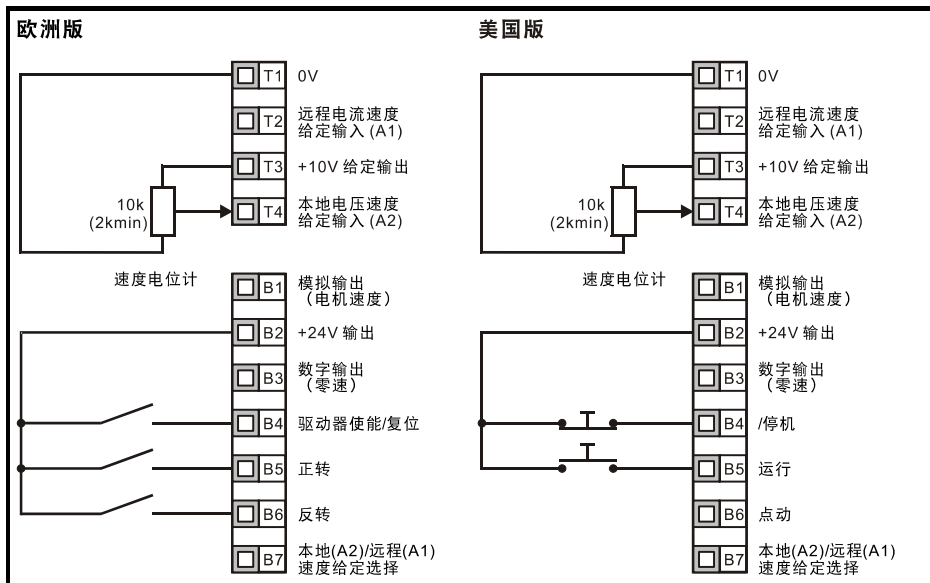 欧洲版
T1 0V
T2 远程电流速度
给定输入 (A1)
T3 +10V 给定输出
T4 本地电压速度
给定输入 (A2)
10k
(2kmin)
速度电位计
B1 模拟输出
（电机速度）
B2 +24V 输出
B3 数字输出
（零速）
B4 驱动器使能/复位
B5 正转
B6 反转
B7 本地(A2)/远程(A1)
速度给定选择
美国版
T1 0V
T2 远程电流速度
给定输入 (A1)
T3 +10V 给定输出
T4 本地电压速度
给定输入 (A2)
10k
(2kmin)
速度电位计
B1 模拟输出
（电机速度）
B2 +24V 输出
B3 数字输出
（零速）
B4 /停机
B5 运行
B6 点动
B7 本地(A2)/远程(A1)
速度给定选择